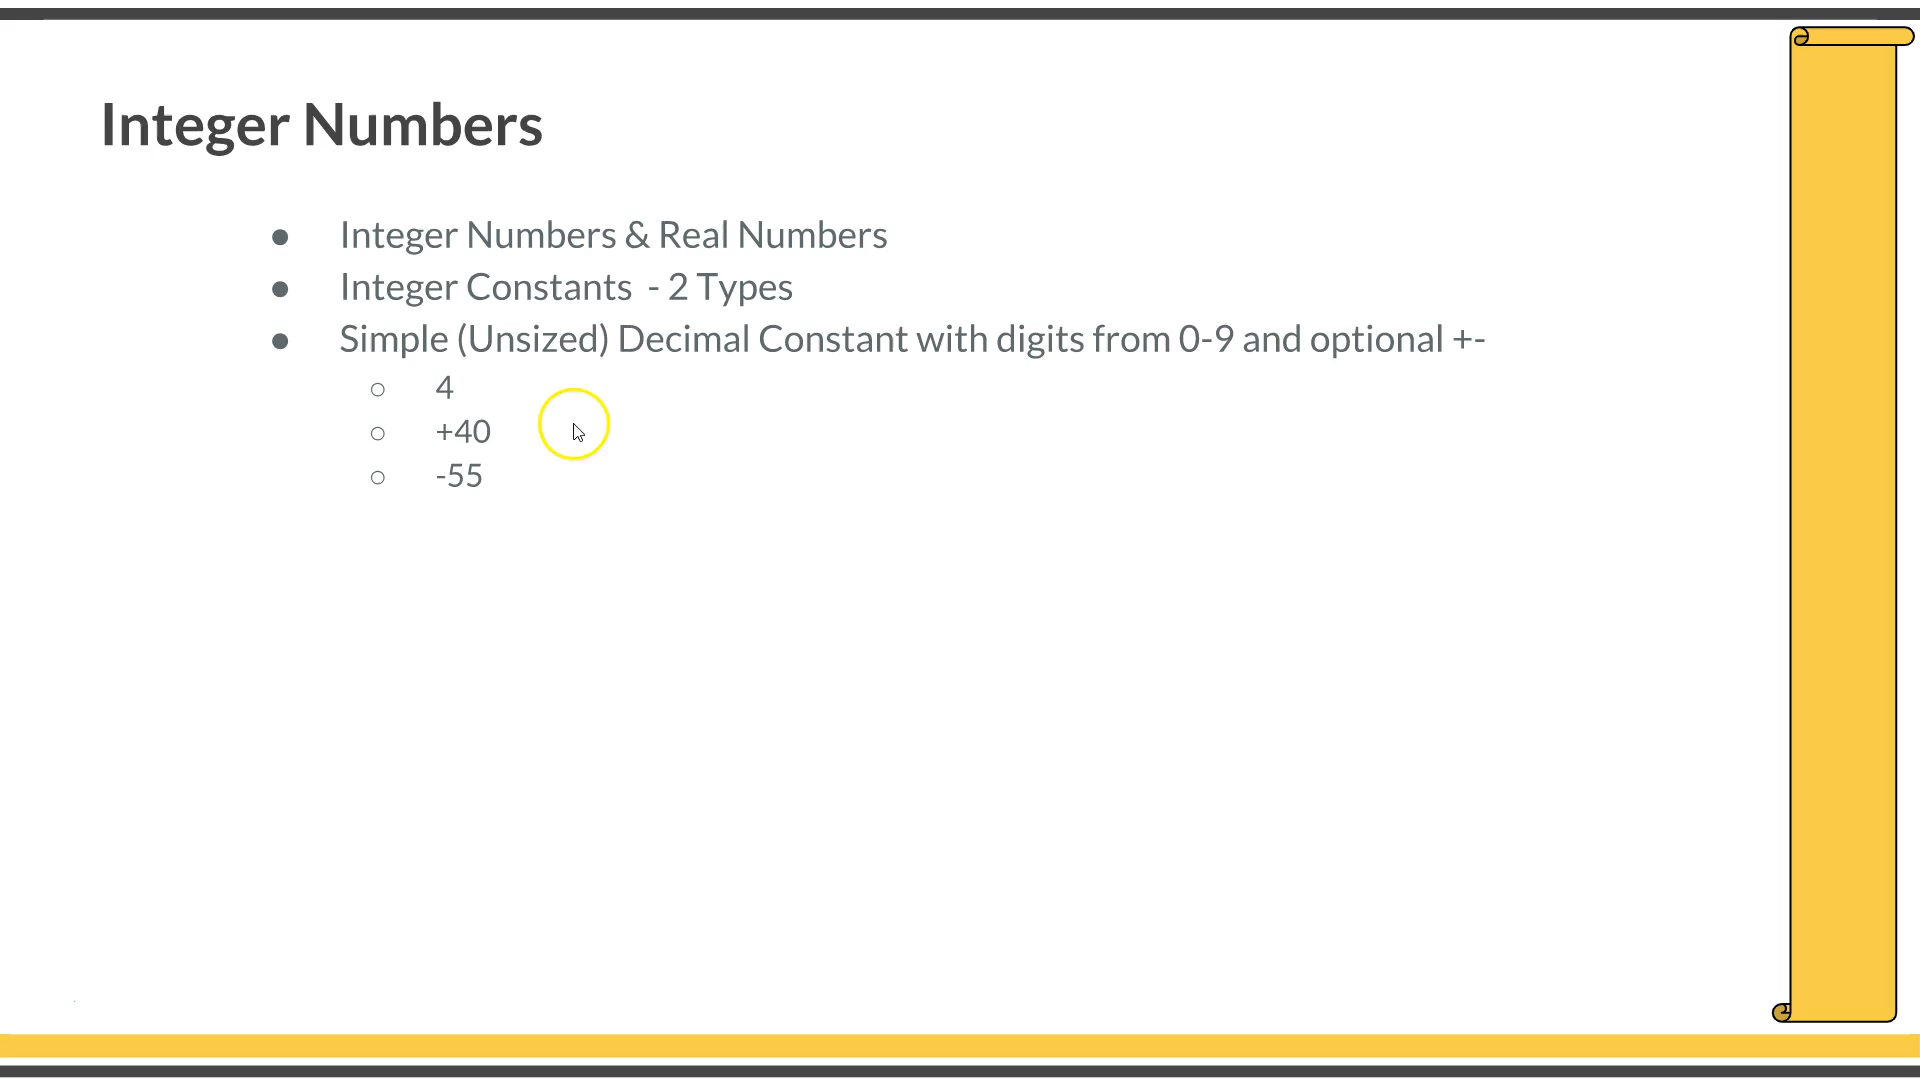 Integer Numbers
● Integer Numbers & Real Numbers
● Integer Constants - 2 Types
● Simple (Unsized) Decimal Constant with digits from 0-9 and optional +-
○ 4
○ +40
○ -55